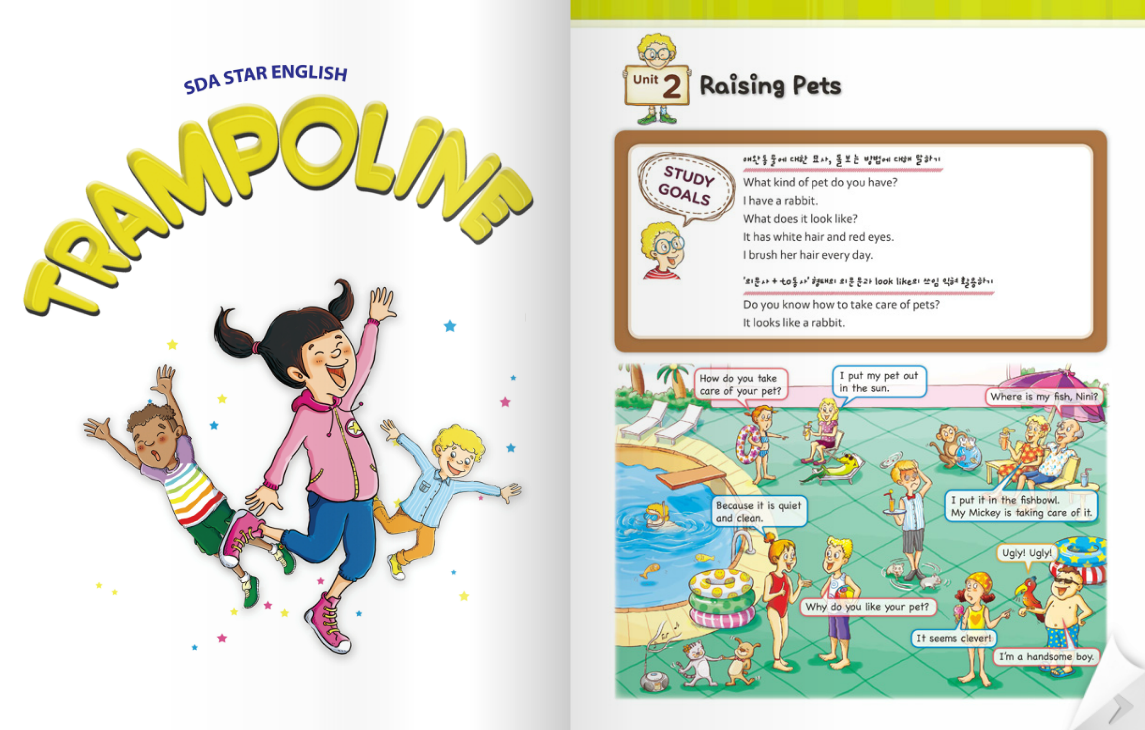 SDA STAR ENGLISH
TRAMPOLINE
Unit 2
Raising Pets
STUDY
GOALS
애완동물에 대한 묘사, 돌보는 방법에 대해 말하기
What kind of pet do you have?
I have a rabbit.
What does it look like?
It has white hair and red eyes.
I brush her hair every day.
'의문사 + to동사' 형태의 의문문과 look like의 쓰임 익혀 활용하기
Do you know how to take care of pets?
It looks like a rabbit.
How do you take
care of your pet?
I put my pet out
in the sun.
Where is my fish, Nini?
I put it in the fishbowl.
My Mickey is taking care of it.
Because it is quiet
and clean.
Ugly! Ugly!
Why do you like your pet?
It seems clever!
I'm a handsome boy.